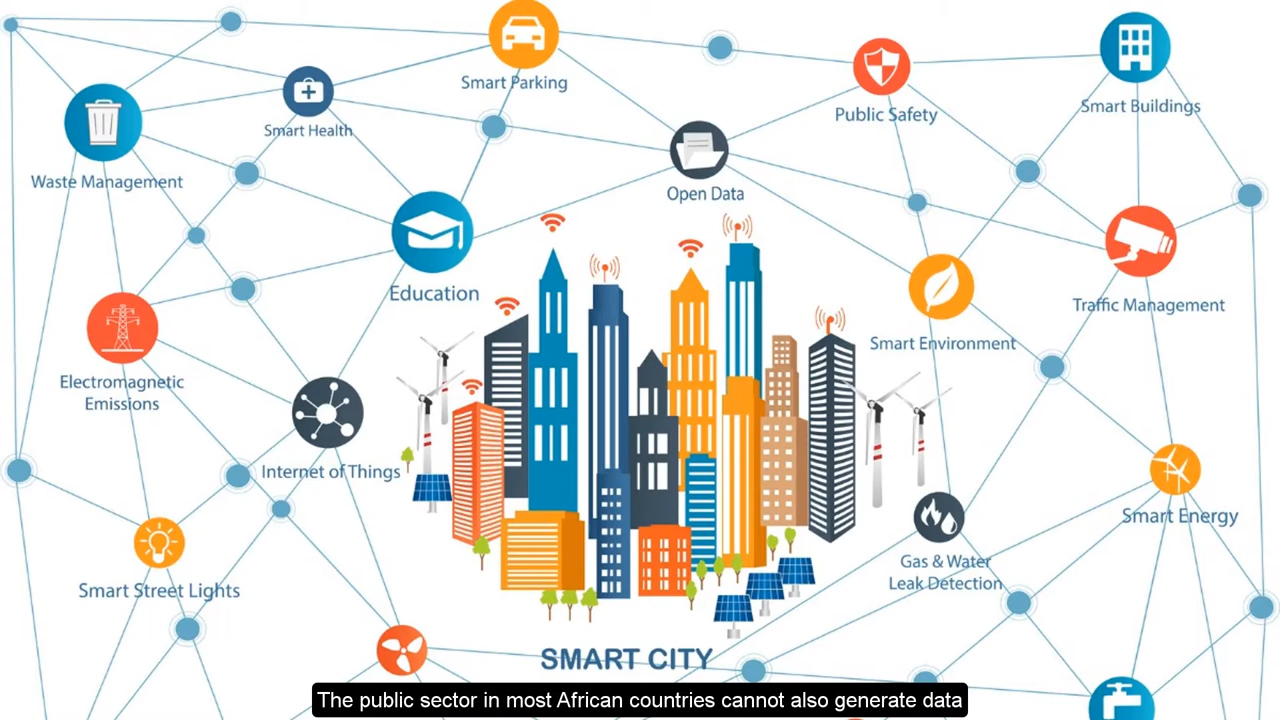 Smart Parking
Smart Buildings
Public Safety
Smart Health
Waste Management
Open Data
Education
Traffic Management
Smart Environment
Electromagnetic
Emissions
Internet of Things
Smart Energy
Gas & Water
Leak Detection
Smart Street Lights
SMART CITY
The public sector in most African countries cannot also generate data